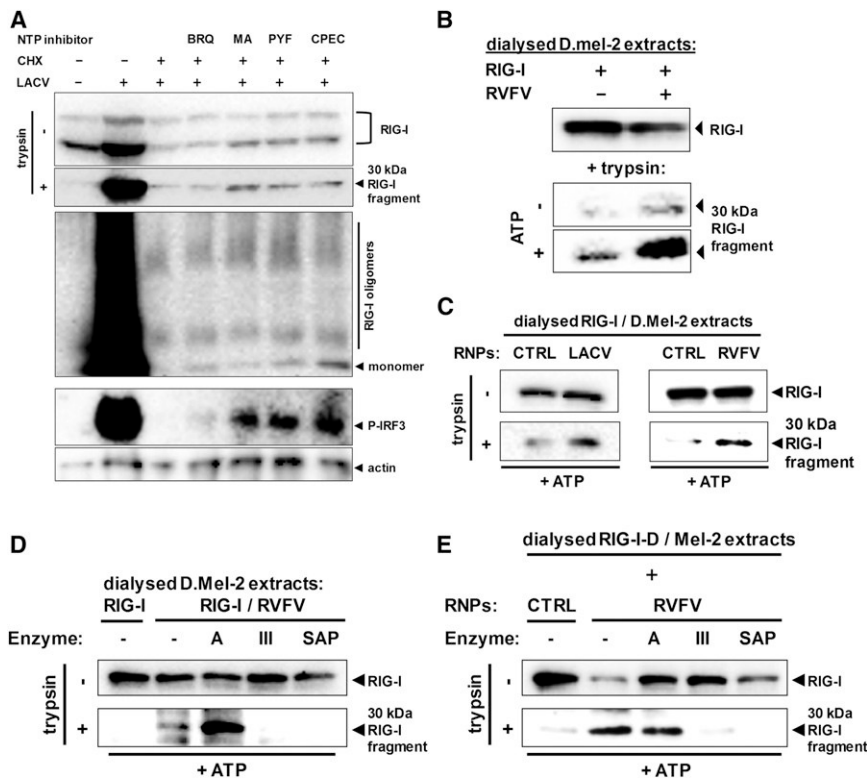 A
NTP inhibitor BRQ MA PYF CPEC
CHX – – + + + + +
LACV – + + + + + +
trypsin
-
RIG-I
+
30 kDa
RIG-I
fragment
RIG-I oligomers
monomer
P-IRF3
actin
B
dialysed D.mel-2 extracts:
RIG-I + +
RVFV – +
RIG-I
+ trypsin:
ATP
-
+
30 kDa
RIG-I
fragment
C
dialysed RIG-I / D.Mel-2 extracts
RNPs: CTRL LACV CTRL RVFV
trypsin
-
RIG-I
+
30 kDa
RIG-I
fragment
+ ATP + ATP
D
dialysed D.Mel-2 extracts:
RIG-I RIG-I / RVFV
Enzyme: - - A III SAP
trypsin
-
RIG-I
+
30 kDa
RIG-I
fragment
+ ATP
E
dialysed RIG-I-D / Mel-2 extracts
+
RNPs: CTRL RVFV
Enzyme: - - A III SAP
trypsin
-
RIG-I
+
30 kDa
RIG-I
fragment
+ ATP